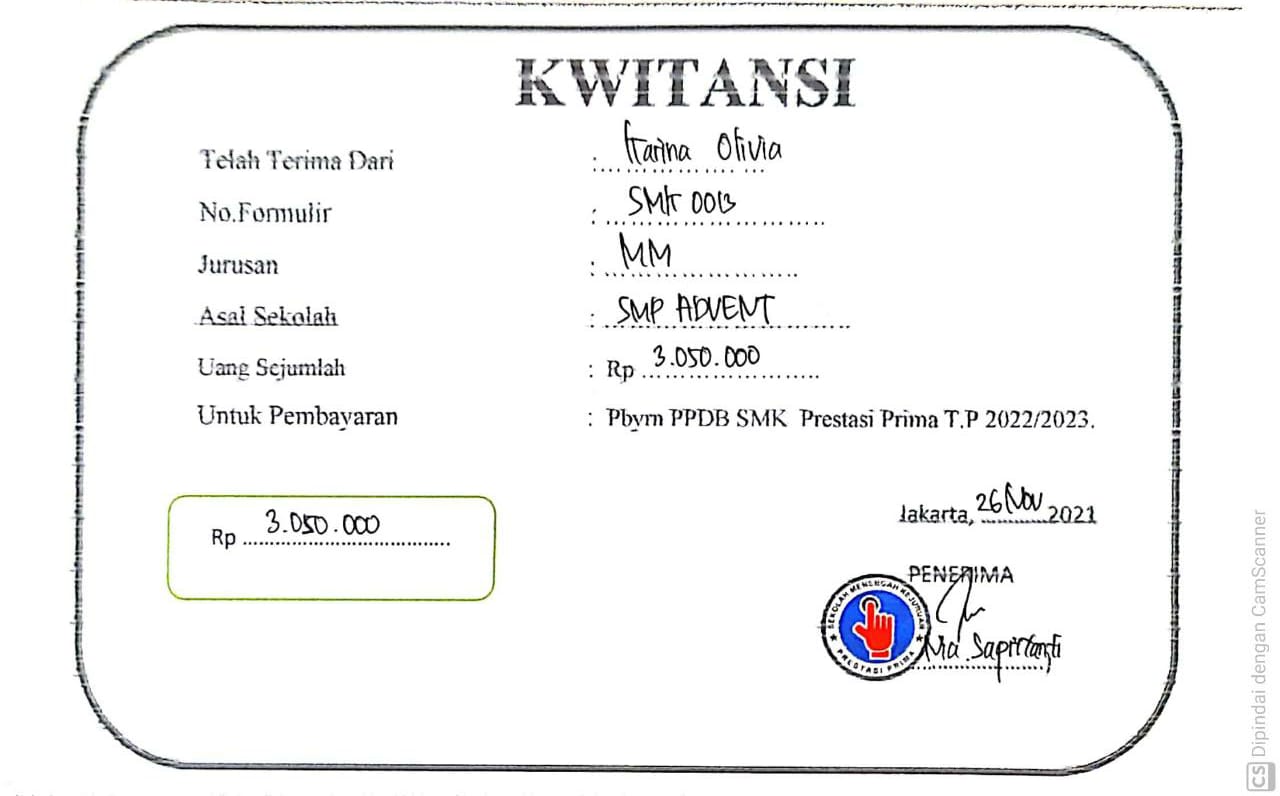 KWITANSI
Telah Terima Dari : Karina Olivia
No.Formulir : SMK 0013
Jurusan : MM
Asal Sekolah : SMP ADVENT
Uang Sejumlah : Rp 3.050.000
Untuk Pembayaran : Pbyrn PPDB SMK Prestasi Prima T.P 2022/2023.
Rp 3.050.000
Jakarta, 26 Nov 2021
PENERIMA
SEKOLAH MENENGAH KEJURUAN
PRESTASI PRIMA
Sapritanti
CS Dipindai dengan CamScanner